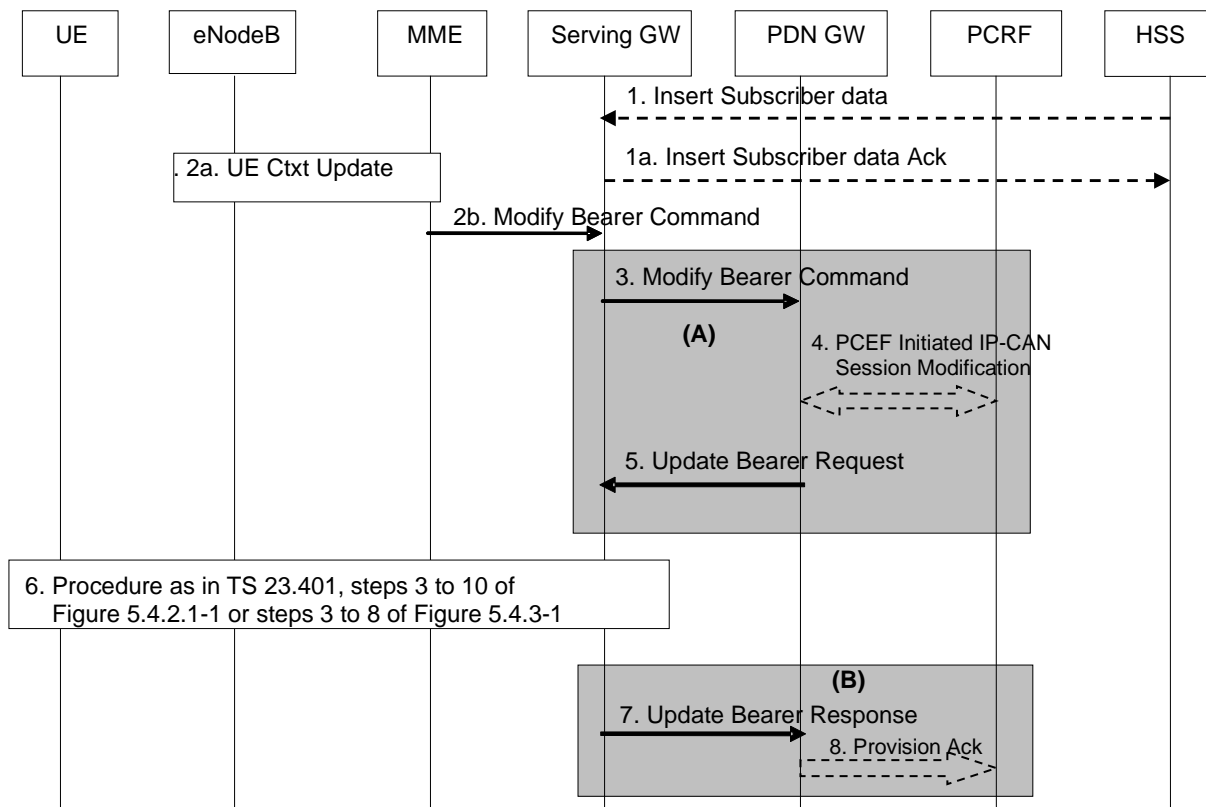 UE
eNodeB
MME
Serving GW
PDN GW
PCRF
HSS
1. Insert Subscriber data
1a. Insert Subscriber data Ack
. 2a. UE Ctxt Update
2b. Modify Bearer Command
3. Modify Bearer Command
(A)
4. PCEF Initiated IP-CAN
Session Modification
5. Update Bearer Request
6. Procedure as in TS 23.401, steps 3 to 10 of
Figure 5.4.2.1-1 or steps 3 to 8 of Figure 5.4.3-1
(B)
7. Update Bearer Response
8. Provision Ack